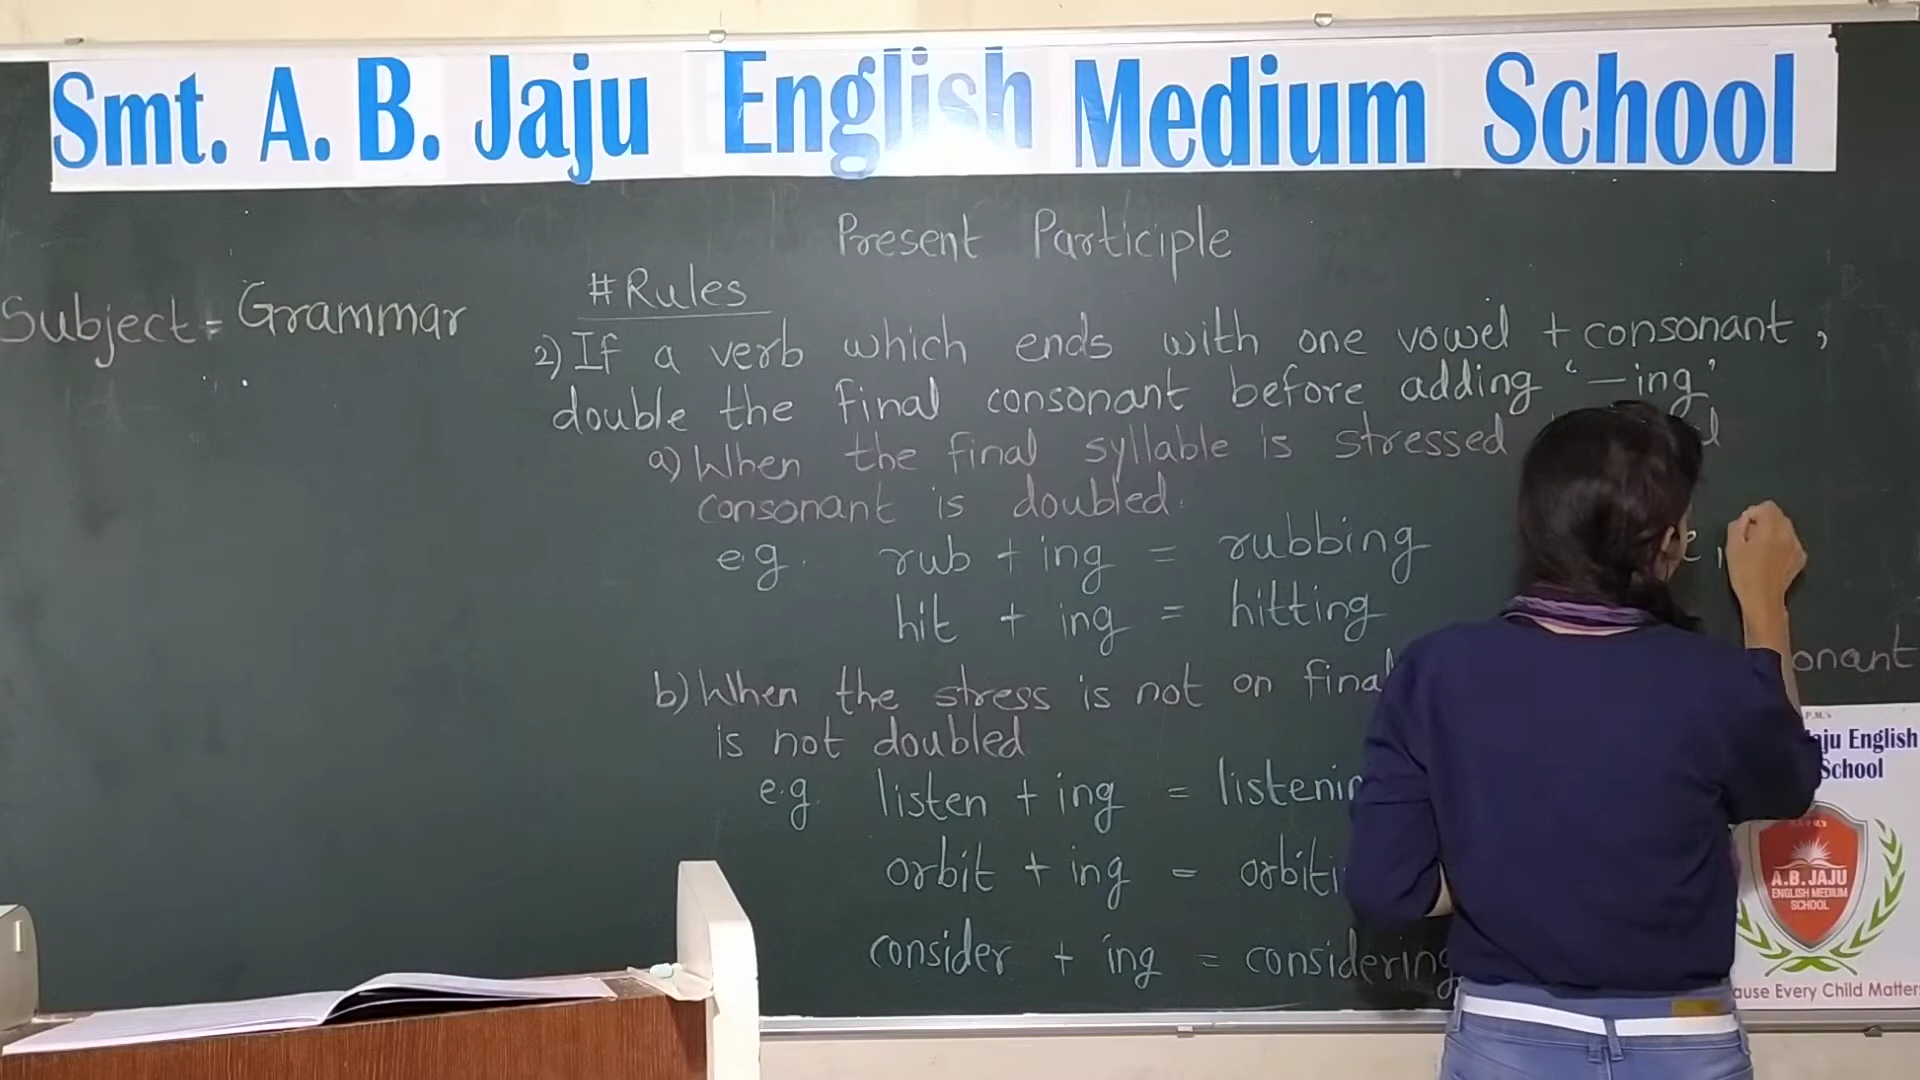 Smt. A. B. Jaju English Medium School
Present Participle
Subject = Grammar
# Rules
2) If a verb which ends with one vowel + consonant,
double the final consonant before adding '-ing'
a) When the final syllable is stressed
consonant is doubled.
e.g. rub + ing = rubbing
hit + ing = hitting
b) When the stress is not on final
is not doubled
e.g. listen + ing =
orbit + ing =
consider + ing = considering
P.M.'s
English
School
A.B. JAJU
ENGLISH MEDIUM
SCHOOL
Every Child Matter